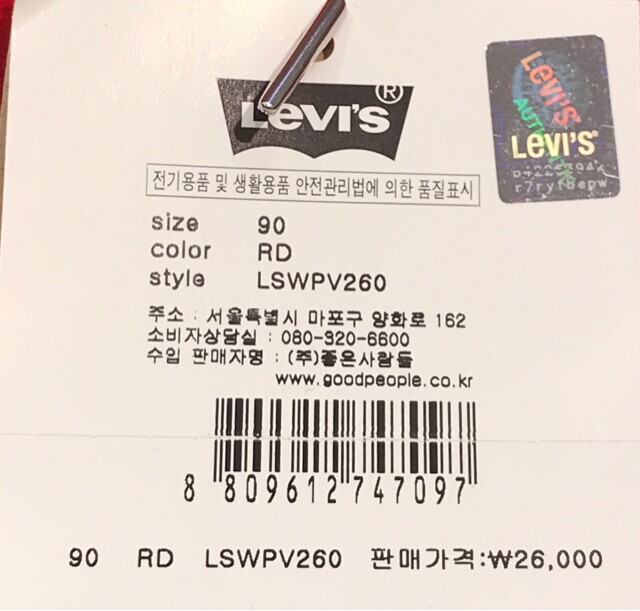 Levi's®
Levi's
AUTHENTIC
Levi's®
r7ryf8epw
전기용품 및 생활용품 안전관리법에 의한 품질표시
size 90
color RD
style LSWPV260
주소 : 서울특별시 마포구 양화로 162
소비자상담실 : 080-320-6600
수입 판매자명 : (주)좋은사람들
www.goodpeople.co.kr
8 809612 747097
90 RD LSWPV260 판매가격:₩26,000